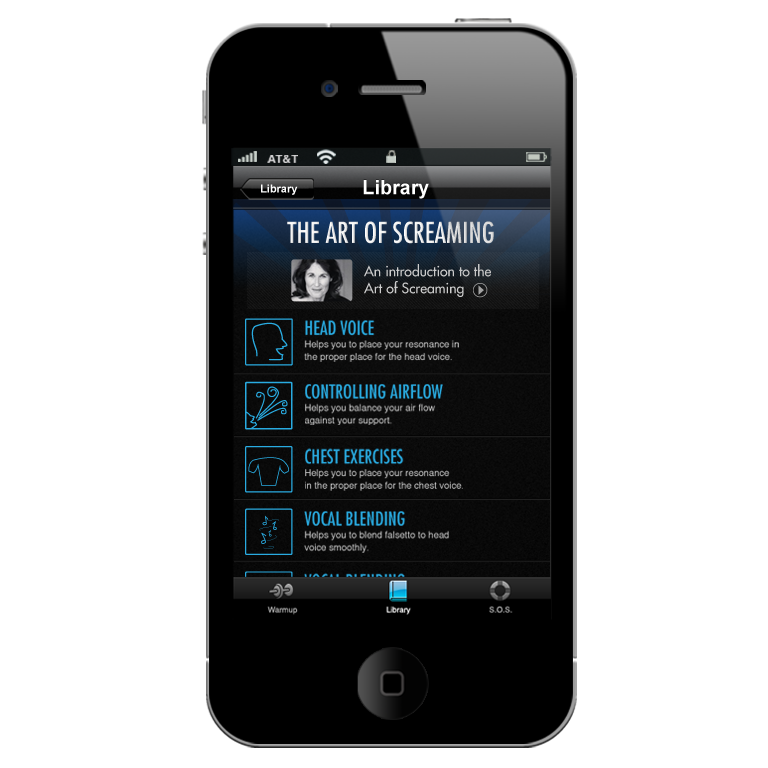 AT&T
Library
Library
THE ART OF SCREAMING
An introduction to the
Art of Screaming
HEAD VOICE
Helps you to place your resonance in
the proper place for the head voice.
CONTROLLING AIRFLOW
Helps you balance your air flow
against your support.
CHEST EXERCISES
Helps you to place your resonance
in the proper place for the chest voice.
VOCAL BLENDING
Helps you to blend falsetto to head
voice smoothly.
VOCAL BLENDING
Warmup
Library
S.O.S.